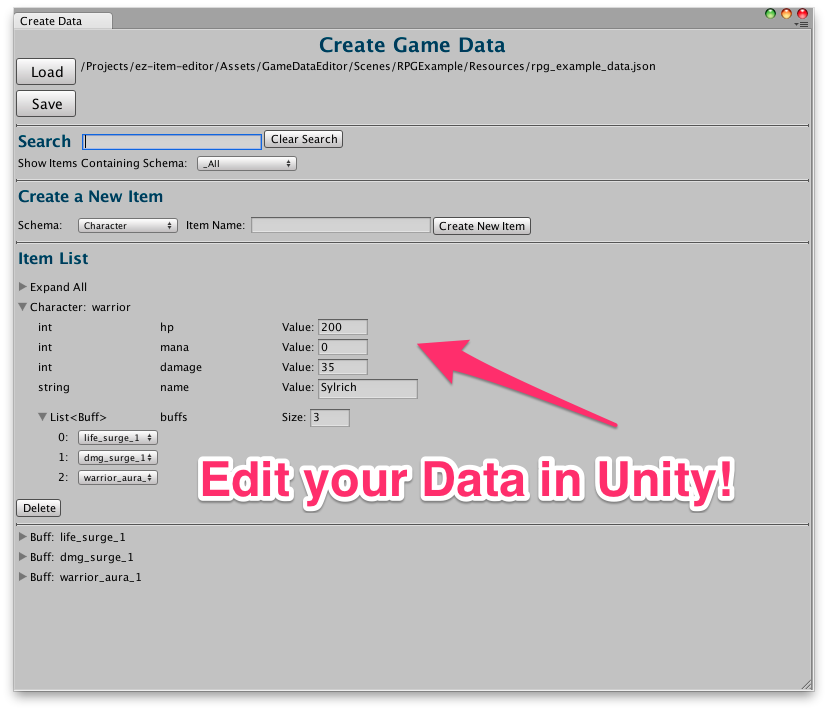 Create Data
Create Game Data
Load /Projects/ez-item-editor/Assets/GameDataEditor/Scenes/RPGExample/Resources/rpg_example_data.json
Save
Search Clear Search
Show Items Containing Schema: _All
Create a New Item
Schema: Character Item Name: Create New Item
Item List
Expand All
Character: warrior
int hp Value: 200
int mana Value: 0
int damage Value: 35
string name Value: Sylrich
List<Buff> buffs Size: 3
0: life_surge_1
1: dmg_surge_1
2: warrior_aura_
Edit your Data in Unity!
Delete
Buff: life_surge_1
Buff: dmg_surge_1
Buff: warrior_aura_1